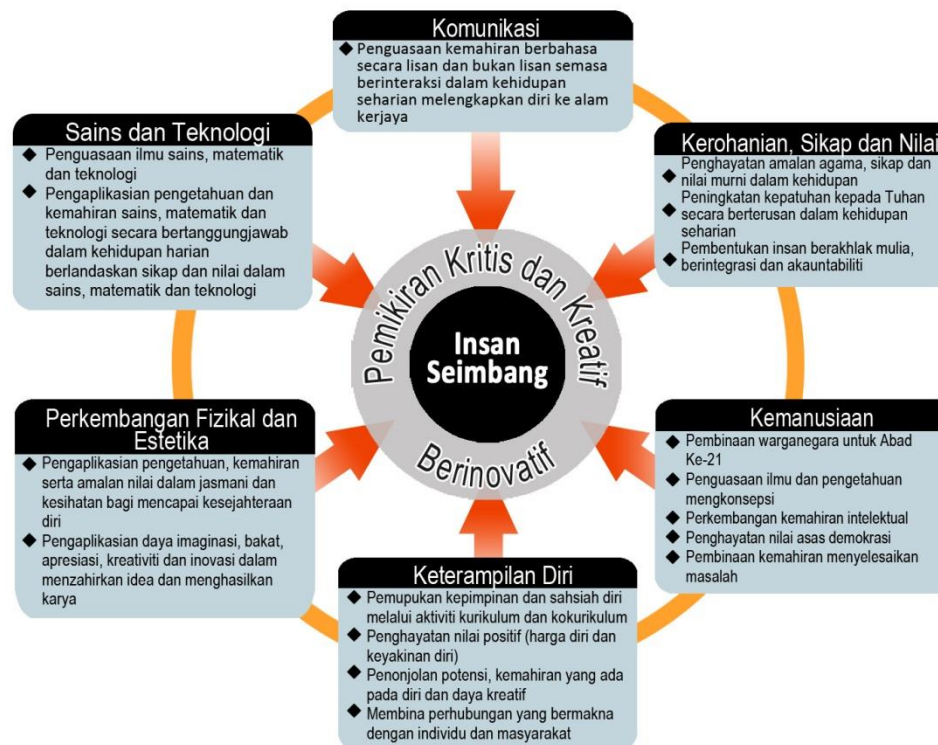 Komunikasi
Penguasaan kemahiran berbahasa
secara lisan dan bukan lisan semasa
berinteraksi dalam kehidupan
seharian melengkapkan diri ke alam
kerjaya
Sains dan Teknologi
Penguasaan ilmu sains, matematik
dan teknologi
Pengaplikasian pengetahuan dan
kemahiran sains, matematik dan
teknologi secara bertanggungjawab
dalam kehidupan harian
berlandaskan sikap dan nilai dalam
sains, matematik dan teknologi
Kerohanian, Sikap dan Nilai
Penghayatan amalan agama, sikap dan
nilai murni dalam kehidupan
Peningkatan kepatuhan kepada Tuhan
secara berterusan dalam kehidupan
seharian
Pembentukan insan berakhlak mulia,
berintegrasi dan akauntabiliti
Pemikiran Kritis dan Kreatif
Insan
Seimbang
Berinovatif
Perkembangan Fizikal dan
Estetika
Pengaplikasian pengetahuan, kemahiran
serta amalan nilai dalam jasmani dan
kesihatan bagi mencapai kesejahteraan
diri
Pengaplikasian daya imaginasi, bakat,
apresiasi, kreativiti dan inovasi dalam
menzahirkan idea dan menghasilkan
karya
Kemanusiaan
Pembinaan warganegara untuk Abad
Ke-21
Penguasaan ilmu dan pengetahuan
mengkonsepsi
Perkembangan kemahiran intelektual
Penghayatan nilai asas demokrasi
Pembinaan kemahiran menyelesaikan
masalah
Keterampilan Diri
Pemupukan kepimpinan dan sahsiah diri
melalui aktiviti kurikulum dan kokurikulum
Penghayatan nilai positif (harga diri dan
keyakinan diri)
Penonjolan potensi, kemahiran yang ada
pada diri dan daya kreatif
Membina perhubungan yang bermakna
dengan individu dan masyarakat